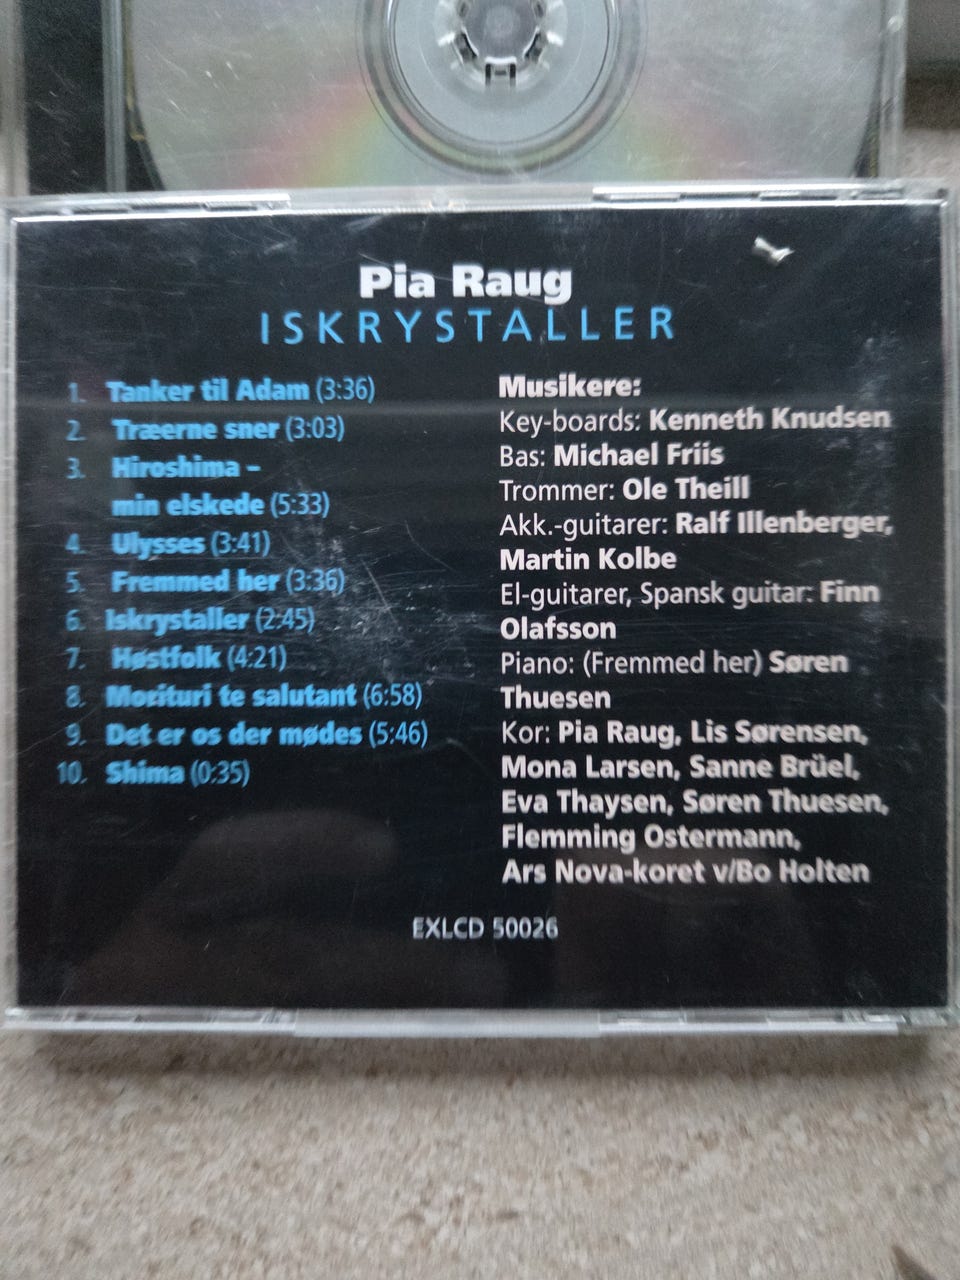 Pia Raug
ISKRYSTALLER
1. Tanker til Adam (3:36)
2. Træerne sner (3:03)
3. Hiroshima –
min elskede (5:33)
4. Ulysses (3:41)
5. Fremmed her (3:36)
6. Iskrystaller (2:45)
7. Høstfolk (4:21)
8. Morituri te salutant (6:58)
9. Det er os der mødes (5:46)
10. Shima (0:35)
Musikere:
Key-boards: Kenneth Knudsen
Bas: Michael Friis
Trommer: Ole Theill
Akk.-guitarer: Ralf Illenberger,
Martin Kolbe
El-guitarer, Spansk guitar: Finn
Olafsson
Piano: (Fremmed her) Søren
Thuesen
Kor: Pia Raug, Lis Sørensen,
Mona Larsen, Sanne Brüel,
Eva Thaysen, Søren Thuesen,
Flemming Ostermann,
Ars Nova-koret v/Bo Holten
EXLCD 50026